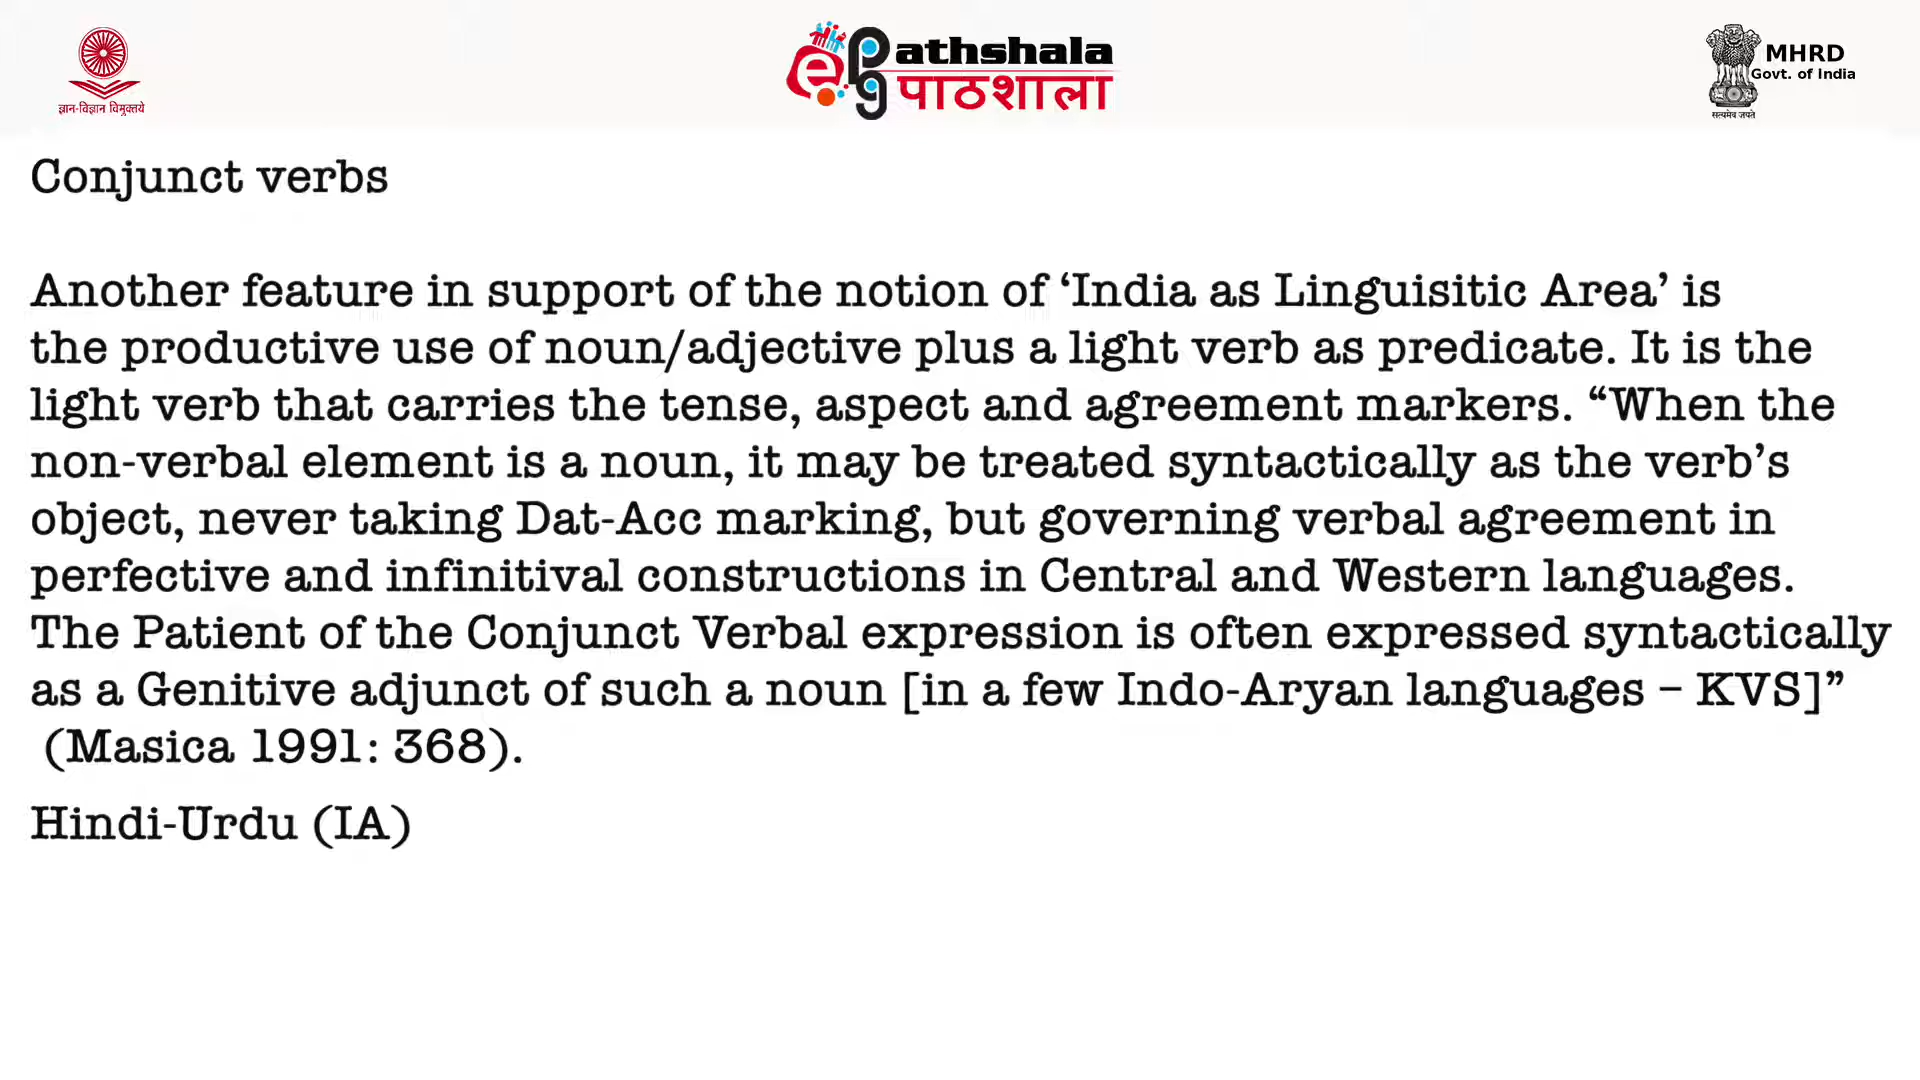 ज्ञान-विज्ञान विमुक्तये
e PG athshala
पाठशाला
MHRD
Govt. of India
सत्यमेव जयते
Conjunct verbs
Another feature in support of the notion of ‘India as Linguisitic Area’ is
the productive use of noun/adjective plus a light verb as predicate. It is the
light verb that carries the tense, aspect and agreement markers. “When the
non-verbal element is a noun, it may be treated syntactically as the verb’s
object, never taking Dat-Acc marking, but governing verbal agreement in
perfective and infinitival constructions in Central and Western languages.
The Patient of the Conjunct Verbal expression is often expressed syntactically
as a Genitive adjunct of such a noun [in a few Indo-Aryan languages – KVS]”
(Masica 1991: 368).
Hindi-Urdu (IA)